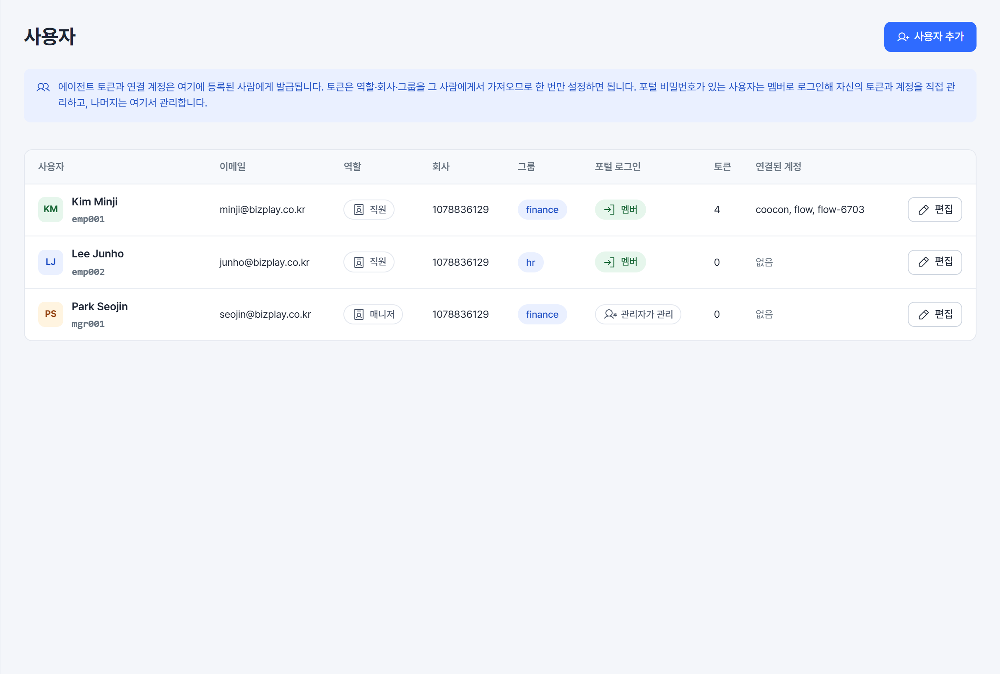 사용자
사용자 추가
에이전트 토큰과 연결 계정은 여기에 등록된 사람에게 발급됩니다. 토큰은 역할·회사·그룹을 그 사람에게서 가져오므로 한 번만 설정하면 됩니다. 포털 비밀번호가 있는 사용자는 멤버로 로그인해 자신의 토큰과 계정을 직접 관
리하고, 나머지는 여기서 관리합니다.
사용자 이메일 역할 회사 그룹 포털 로그인 토큰 연결된 계정
KM Kim Minji
emp001
minji@bizplay.co.kr 직원 1078836129 finance 멤버 4 coocon, flow, flow-6703 편집
LJ Lee Junho
emp002
junho@bizplay.co.kr 직원 1078836129 hr 멤버 0 없음 편집
PS Park Seojin
mgr001
seojin@bizplay.co.kr 매니저 1078836129 finance 관리자가 관리 0 없음 편집